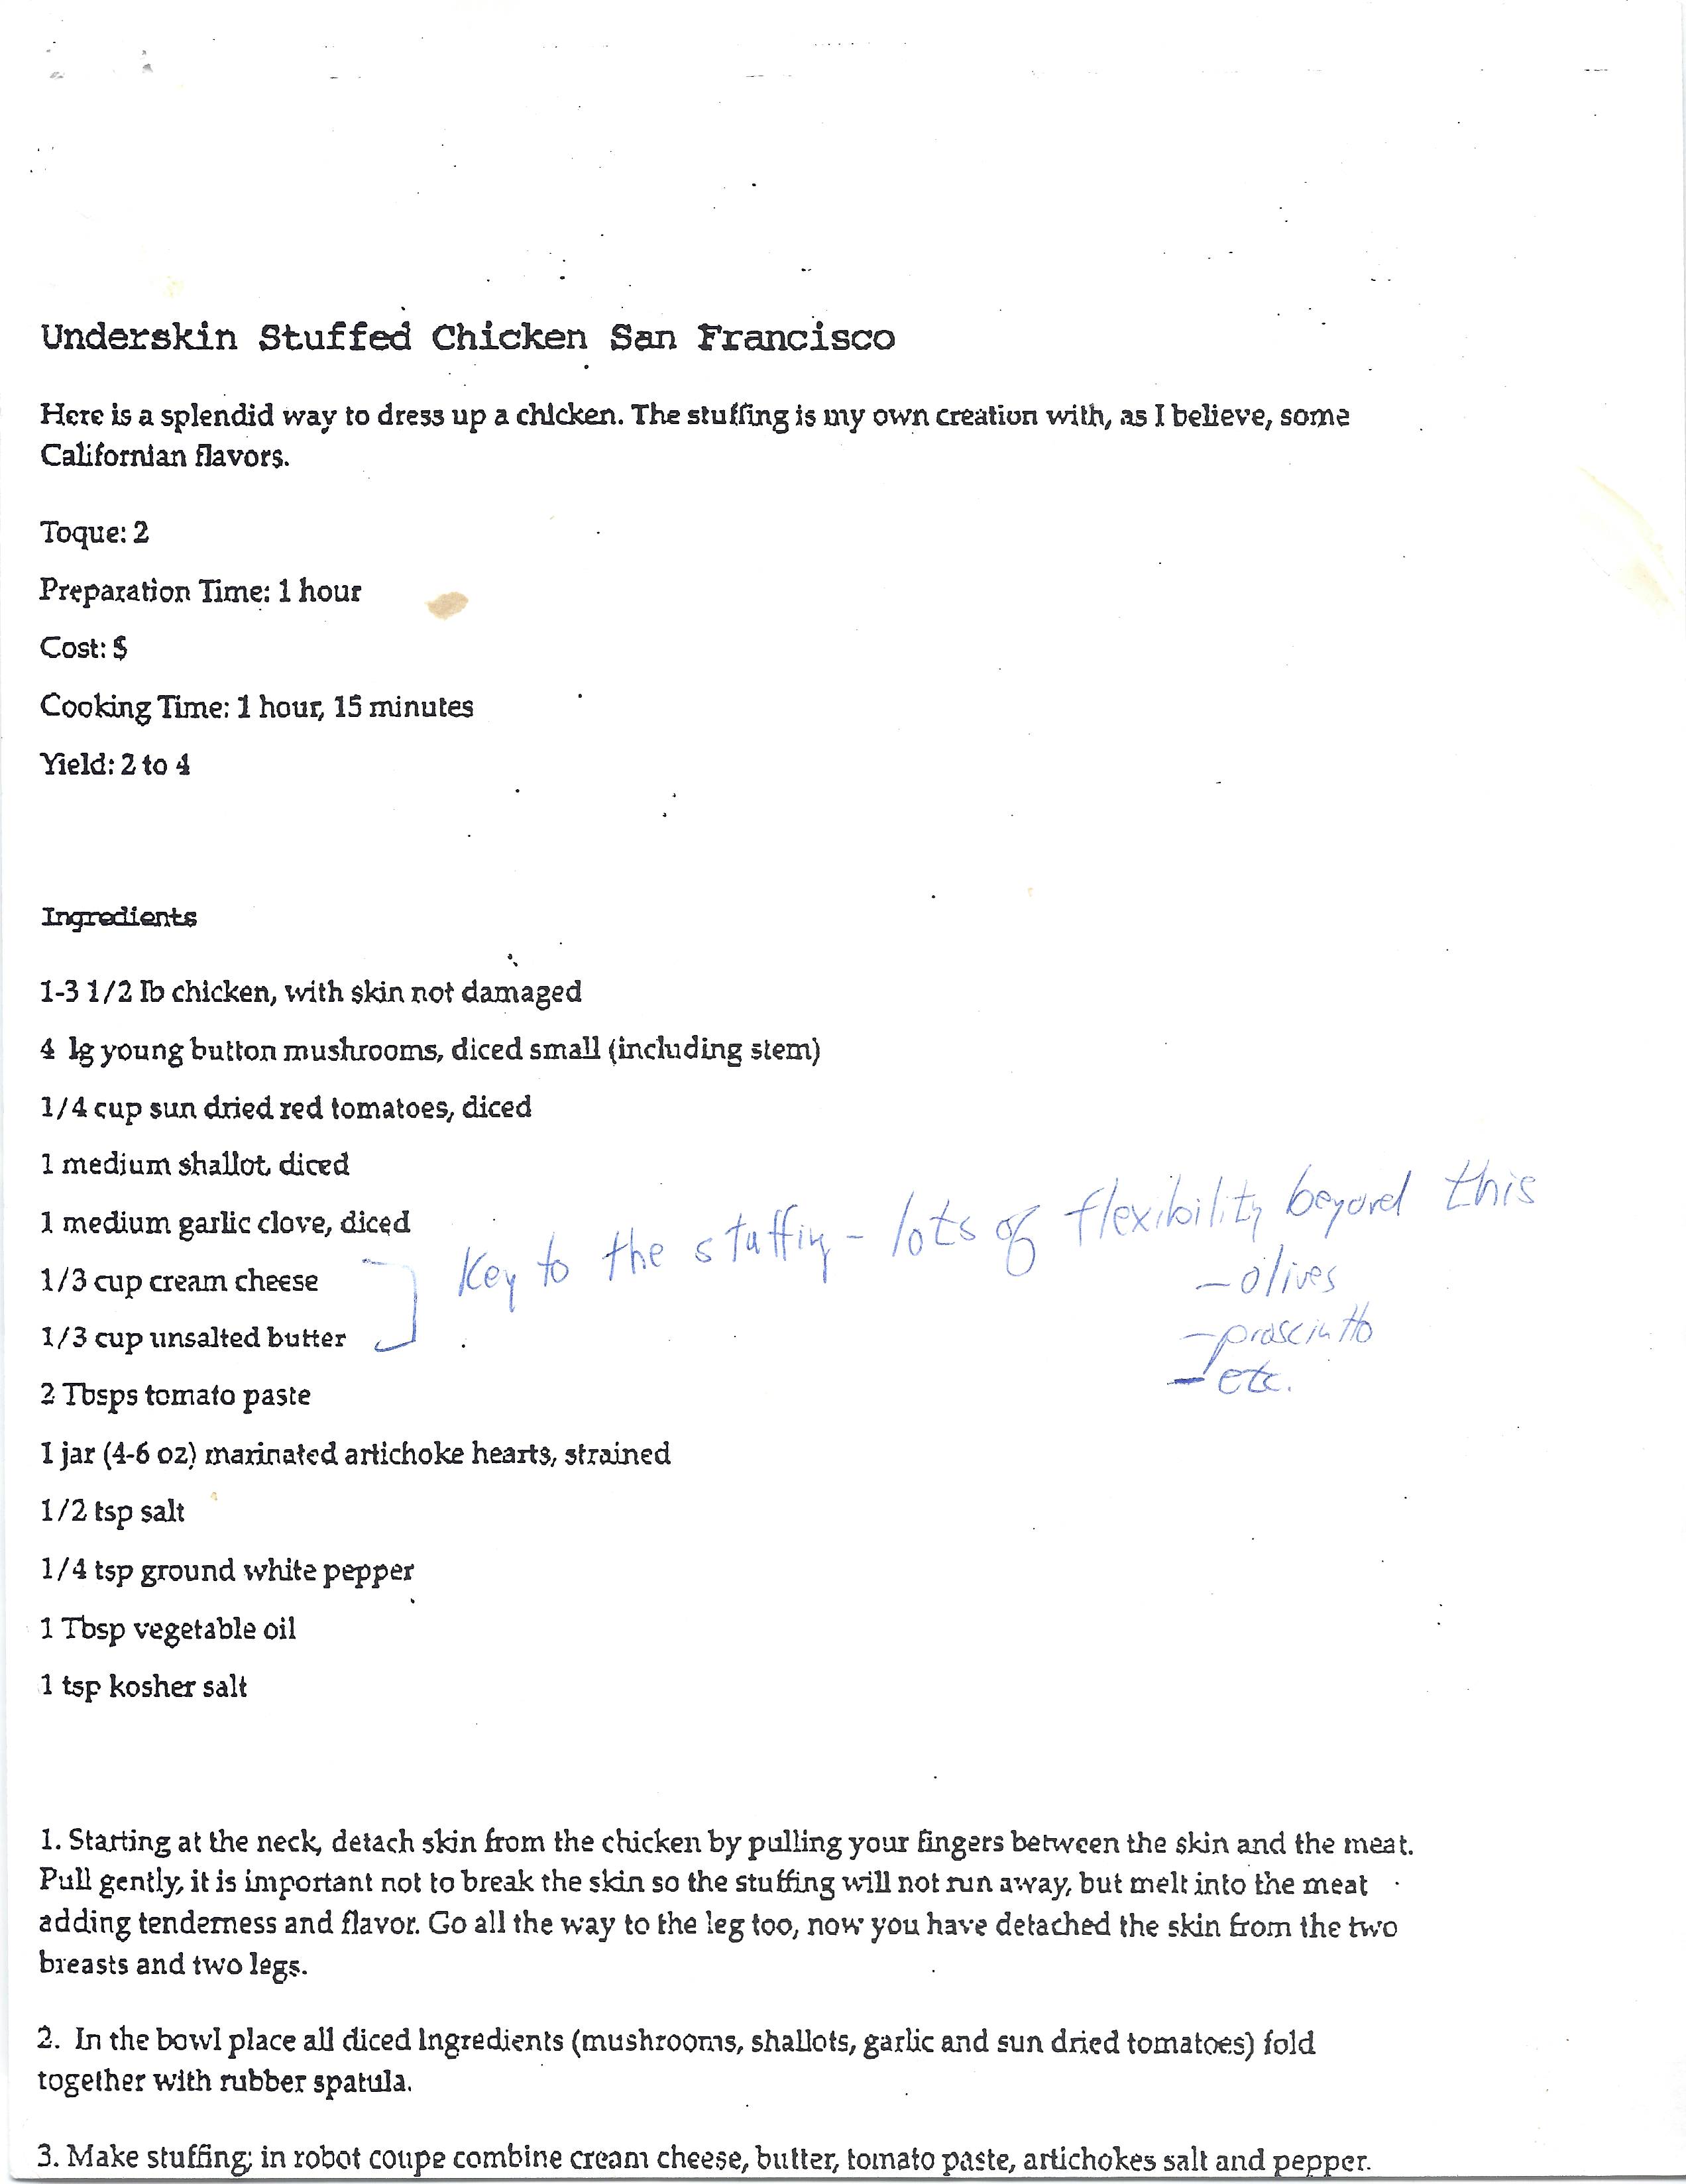 Underskin Stuffed Chicken San Francisco
Here is a splendid way to dress up a chicken. The stuffing is my own creation with, as I believe, some
Californian flavors.
Toque: 2
Preparation Time: 1 hour
Cost: $
Cooking Time: 1 hour, 15 minutes
Yield: 2 to 4
Ingredients
1-3 1/2 lb chicken, with skin not damaged
4 lg young button mushrooms, diced small (including stem)
1/4 cup sun dried red tomatoes, diced
1 medium shallot, diced
1 medium garlic clove, diced
1/3 cup cream cheese
1/3 cup unsalted butter
Key to the stuffing - lots of flexibility beyond this
- olives
- prosciutto
- etc.
2 Tbsps tomato paste
1 jar (4-6 oz) marinated artichoke hearts, strained
1/2 tsp salt
1/4 tsp ground white pepper
1 Tbsp vegetable oil
1 tsp kosher salt
1. Starting at the neck, detach skin from the chicken by pulling your fingers between the skin and the meat.
Pull gently, it is important not to break the skin so the stuffing will not run away, but melt into the meat
adding tenderness and flavor. Go all the way to the leg too, now you have detached the skin from the two
breasts and two legs.
2. In the bowl place all diced Ingredients (mushrooms, shallots, garlic and sun dried tomatoes) fold
together with rubber spatula.
3. Make stuffing; in robot coupe combine cream cheese, butter, tomato paste, artichokes salt and pepper.